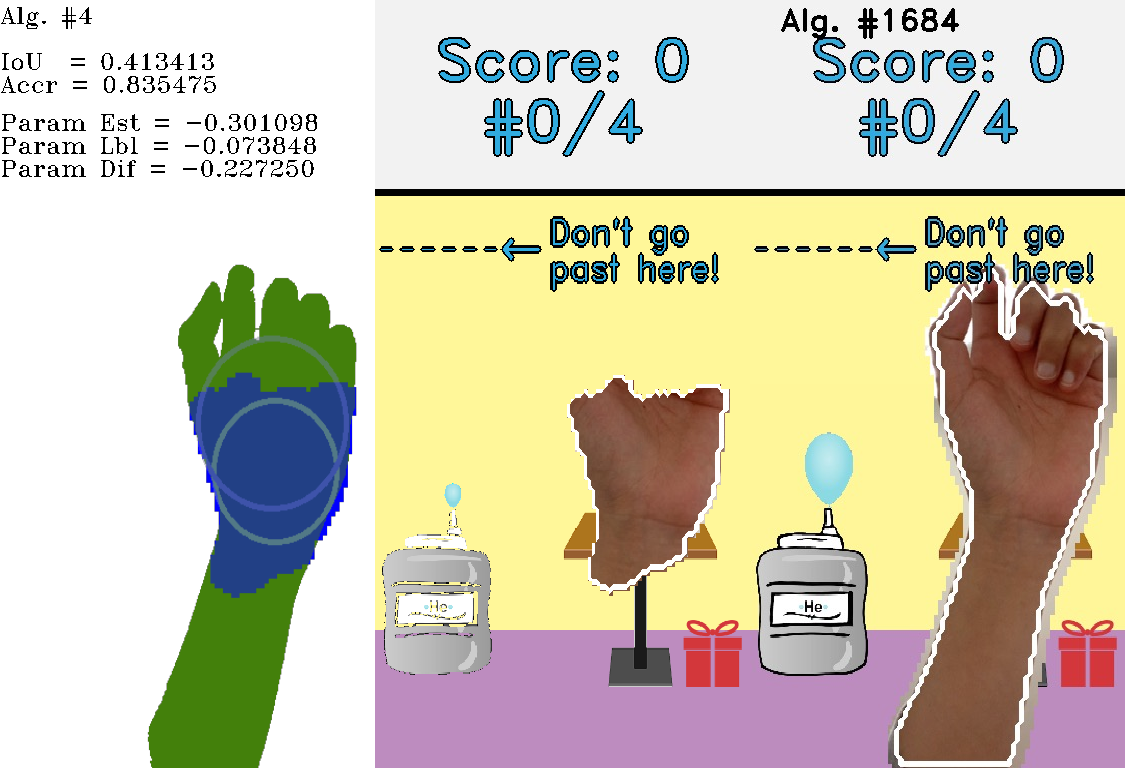 Alg. #4
IoU = 0.413413
Accr = 0.835475
Param Est = -0.301098
Param Lbl = -0.073848
Param Dif = -0.227250
Score: 0
#0/4
Don't go
past here!
He
Alg. #1684
Score: 0
#0/4
Don't go
past here!
He